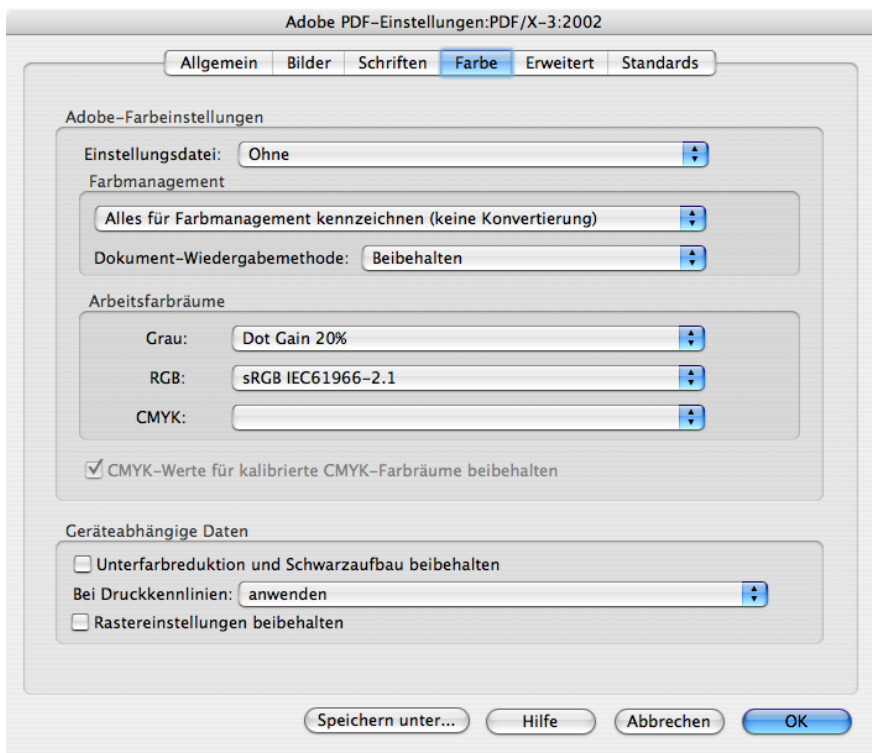 Adobe PDF-Einstellungen:PDF/X-3:2002
Allgemein Bilder Schriften Farbe Erweitert Standards
Adobe-Farbeinstellungen
Einstellungsdatei: Ohne
Farbmanagement
Alles für Farbmanagement kennzeichnen (keine Konvertierung)
Dokument-Wiedergabemethode: Beibehalten
Arbeitsfarbräume
Grau: Dot Gain 20%
RGB: sRGB IEC61966-2.1
CMYK:
CMYK-Werte für kalibrierte CMYK-Farbräume beibehalten
Geräteabhängige Daten
Unterfarbreduktion und Schwarzaufbau beibehalten
Bei Druckkennlinien: anwenden
Rastereinstellungen beibehalten
Speichern unter... Hilfe Abbrechen OK